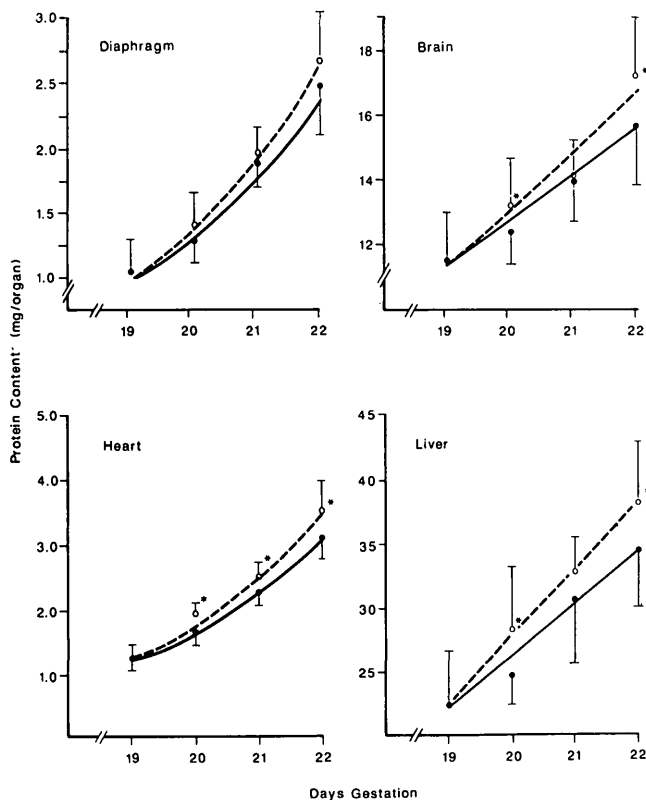 Protein Content (mg/organ)
Diaphragm
3.0
2.5
2.0
1.5
1.0
19 20 21 22
Brain
18
16
14
12
19 20 21 22
*
*
Heart
5.0
4.0
3.0
2.0
1.0
19 20 21 22
*
*
*
Liver
45
40
35
30
25
19 20 21 22
*
*
Days Gestation